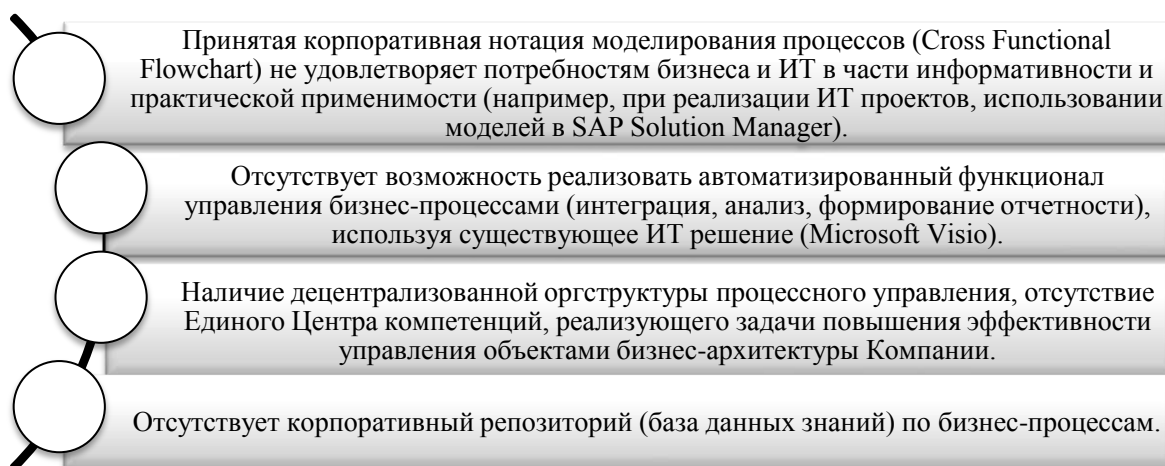 Принятая корпоративная нотация моделирования процессов (Cross Functional
Flowchart) не удовлетворяет потребностям бизнеса и ИТ в части информативности и
практической применимости (например, при реализации ИТ проектов, использовании
моделей в SAP Solution Manager).
Отсутствует возможность реализовать автоматизированный функционал
управления бизнес-процессами (интеграция, анализ, формирование отчетности),
используя существующее ИТ решение (Microsoft Visio).
Наличие децентрализованной оргструктуры процессного управления, отсутствие
Единого Центра компетенций, реализующего задачи повышения эффективности
управления объектами бизнес-архитектуры Компании.
Отсутствует корпоративный репозиторий (база данных знаний) по бизнес-процессам.